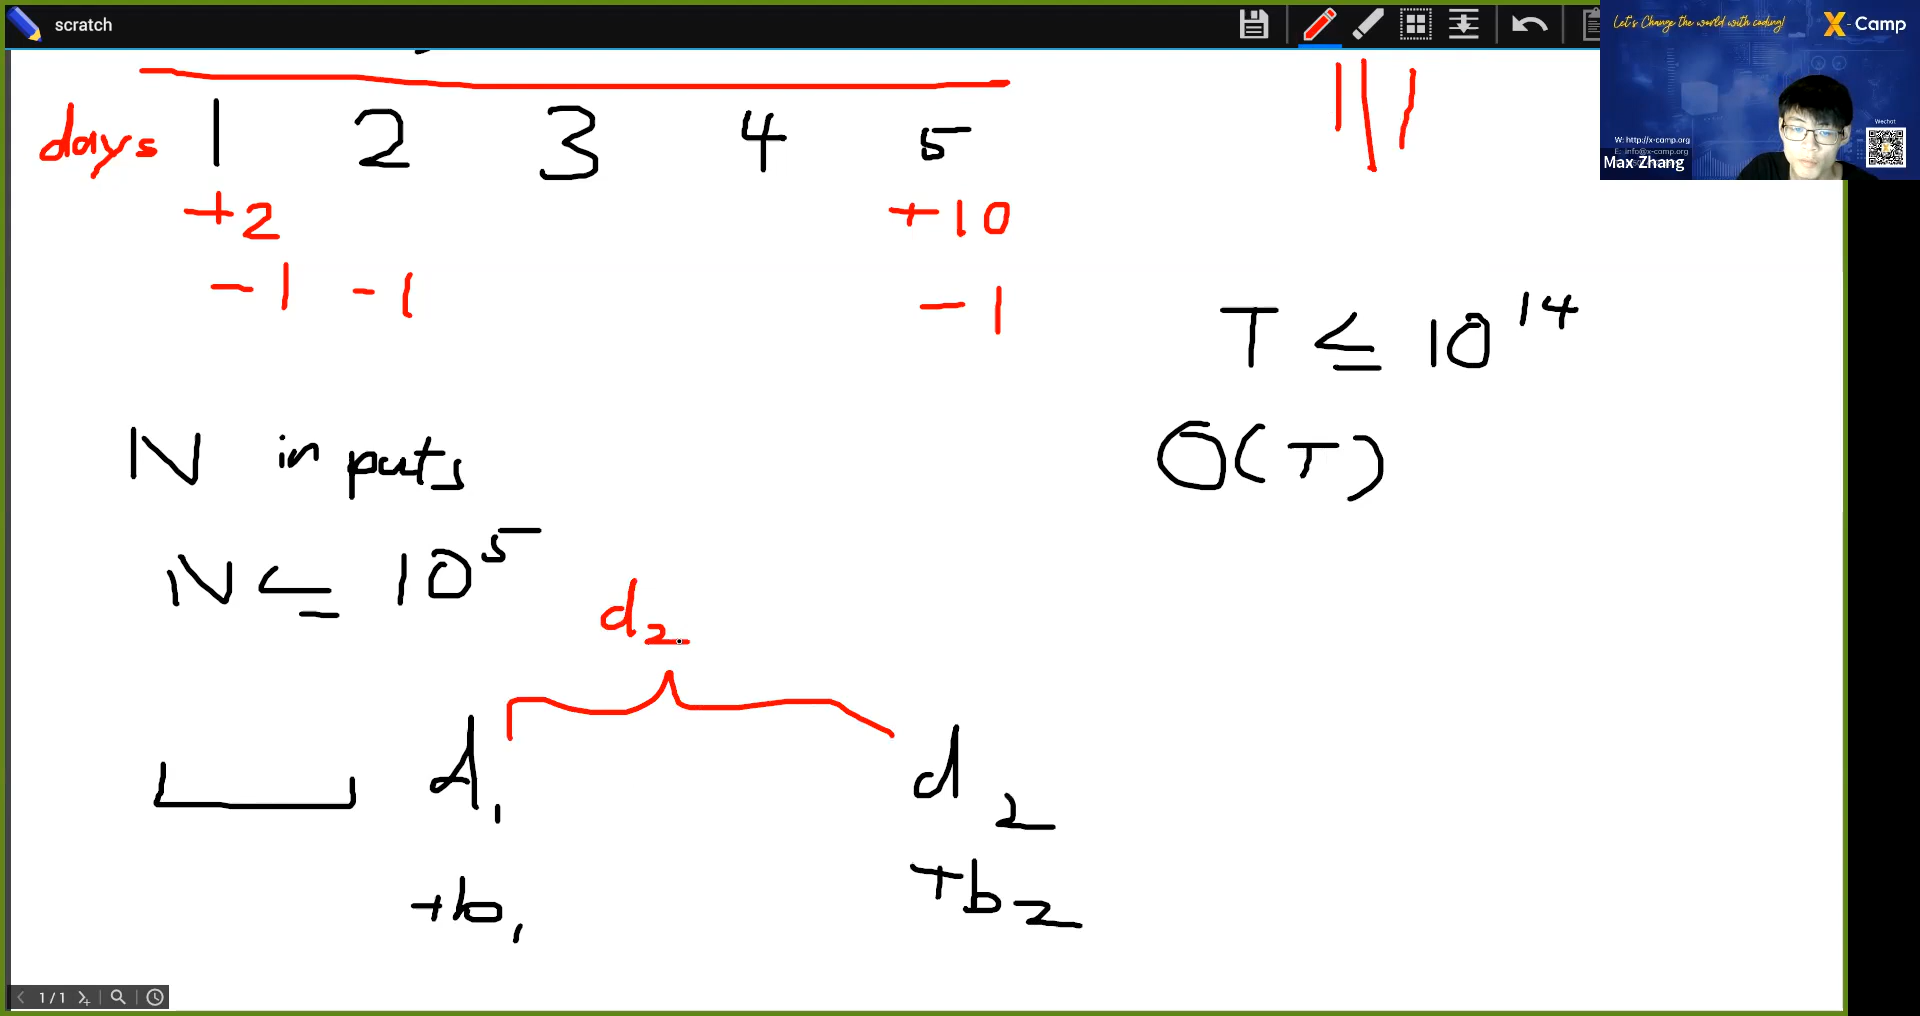 scratch
Let's Change the world with coding!
X-Camp
Wechat
W: http://x-camp.org
E: info@x-camp.org
Max Zhang
days 1 2 3 4 5
+2 +10
-1 -1 -1
T ≤ 10^14
O(T)
N inputs
N ≤ 10^5
d2
d1 d2
+b1 +b2
1/1